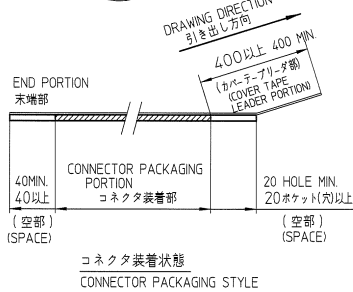 DRAWING DIRECTION
引き出し方向
400以上 400 MIN.
(カバーテープリーダ部)
(COVER TAPE
LEADER PORTION)
END PORTION
末端部
CONNECTOR PACKAGING
PORTION
コネクタ装着部
40MIN.
40以上
(空部)
(SPACE)
20 HOLE MIN.
20ポケット(穴)以上
(空部)
(SPACE)
コネクタ装着状態
CONNECTOR PACKAGING STYLE